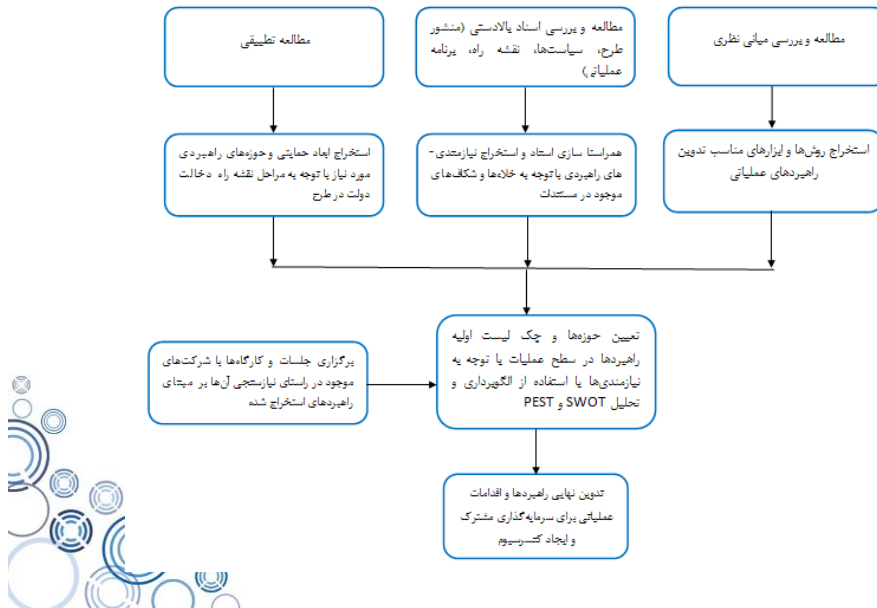 مطالعه و بررسی مبانی نظری
مطالعه و بررسی اسناد بالادستی (منشور
طرح، سیاست‌ها، نقشه راه، برنامه
عملیاتی)
مطالعه تطبیقی
استخراج روش‌ها و ابزارهای مناسب تدوین
راهبردهای عملیاتی
همراستا سازی اسناد و استخراج نیازمندی-
های راهبردی با توجه به خلاءها و شکاف‌های
موجود در مستندات
استخراج ابعاد حمایتی و حوزه‌های راهبردی
مورد نیاز با توجه به مراحل نقشه راه دخالت
دولت در طرح
تعیین حوزه‌ها و چک لیست اولیه
راهبردها در سطح عملیات با توجه به
نیازمندی‌ها با استفاده از الگوبرداری و
تحلیل SWOT و PEST
برگزاری جلسات و کارگاه‌ها با شرکت‌های
موجود در راستای نیازسنجی آن‌ها بر مبنای
راهبردهای استخراج شده
تدوین نهایی راهبردها و اقدامات
عملیاتی برای سرمایه‌گذاری مشترک
و ایجاد کنسرسیوم